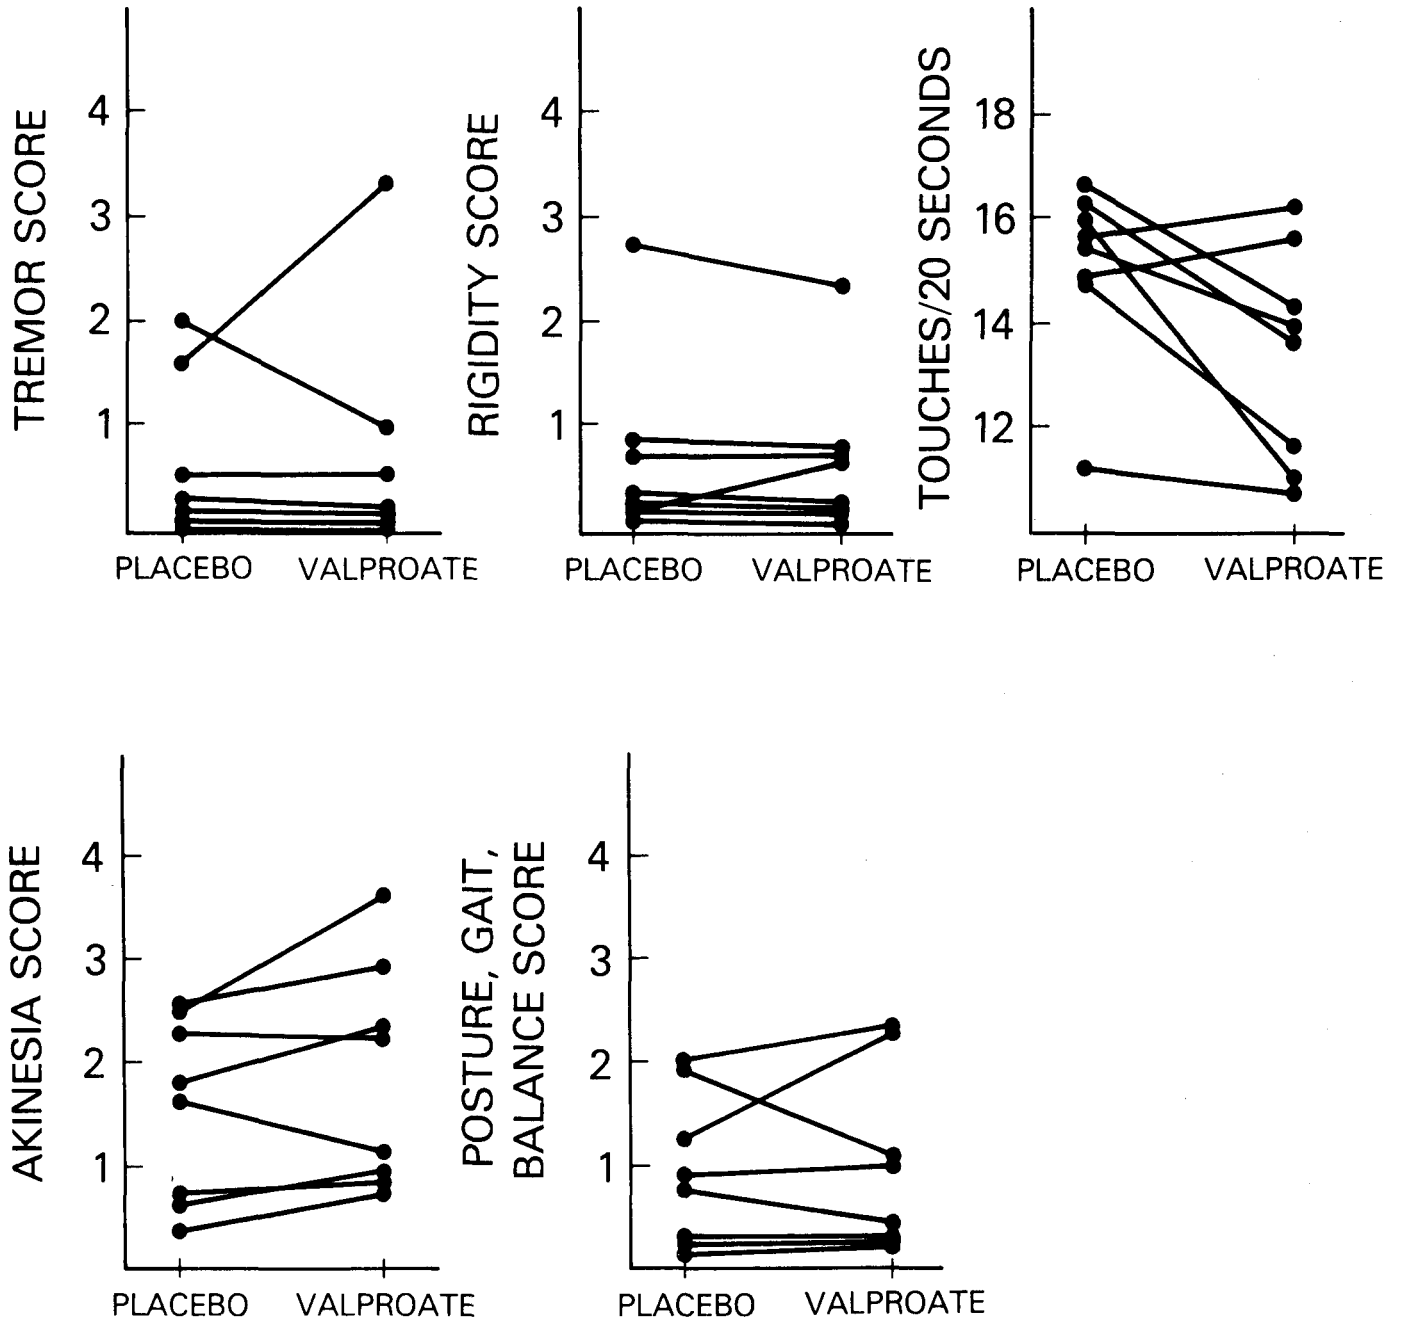 TREMOR SCORE
4
3
2
1
PLACEBO VALPROATE
RIGIDITY SCORE
4
3
2
1
PLACEBO VALPROATE
TOUCHES/20 SECONDS
18
16
14
12
PLACEBO VALPROATE
AKINESIA SCORE
4
3
2
1
PLACEBO VALPROATE
POSTURE, GAIT,
BALANCE SCORE
4
3
2
1
PLACEBO VALPROATE